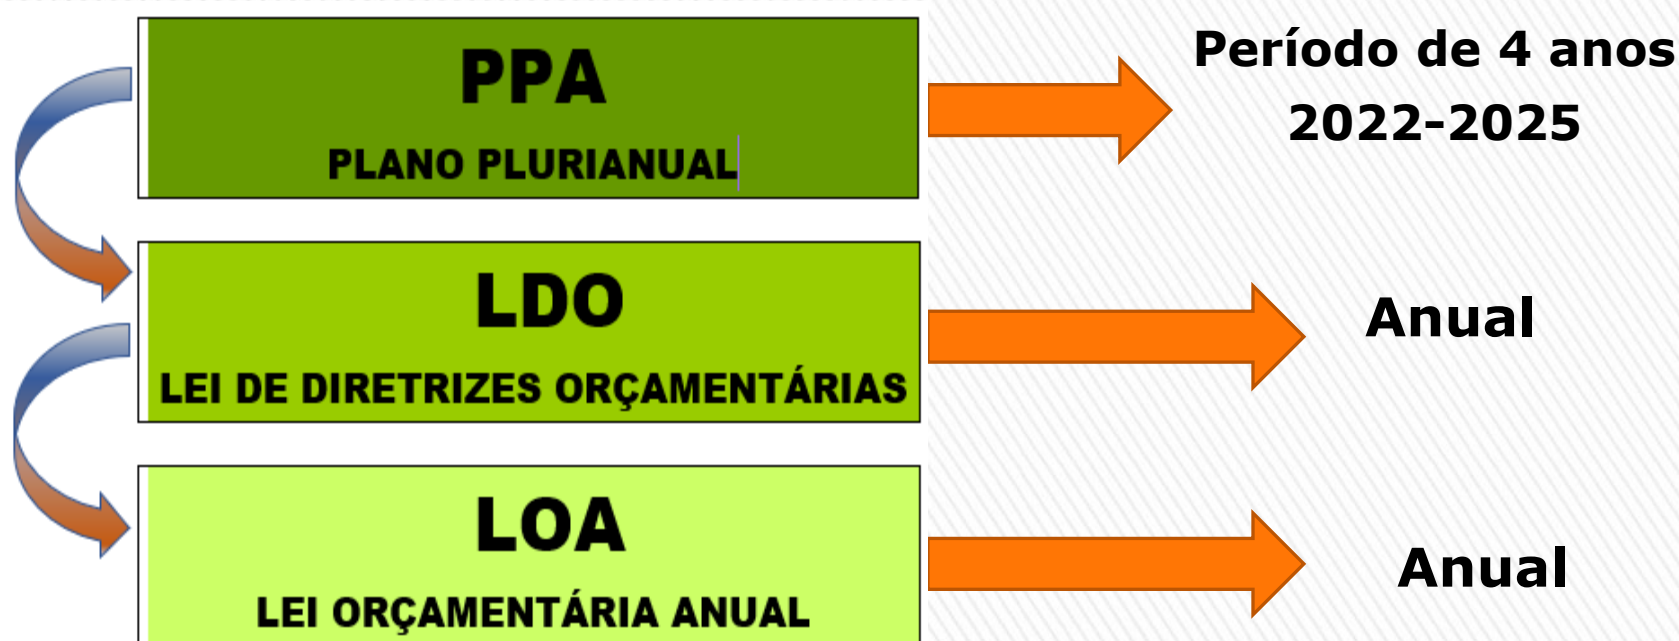 PPA
PLANO PLURIANUAL
Período de 4 anos
2022-2025
LDO
LEI DE DIRETRIZES ORÇAMENTÁRIAS
Anual
LOA
LEI ORÇAMENTÁRIA ANUAL
Anual